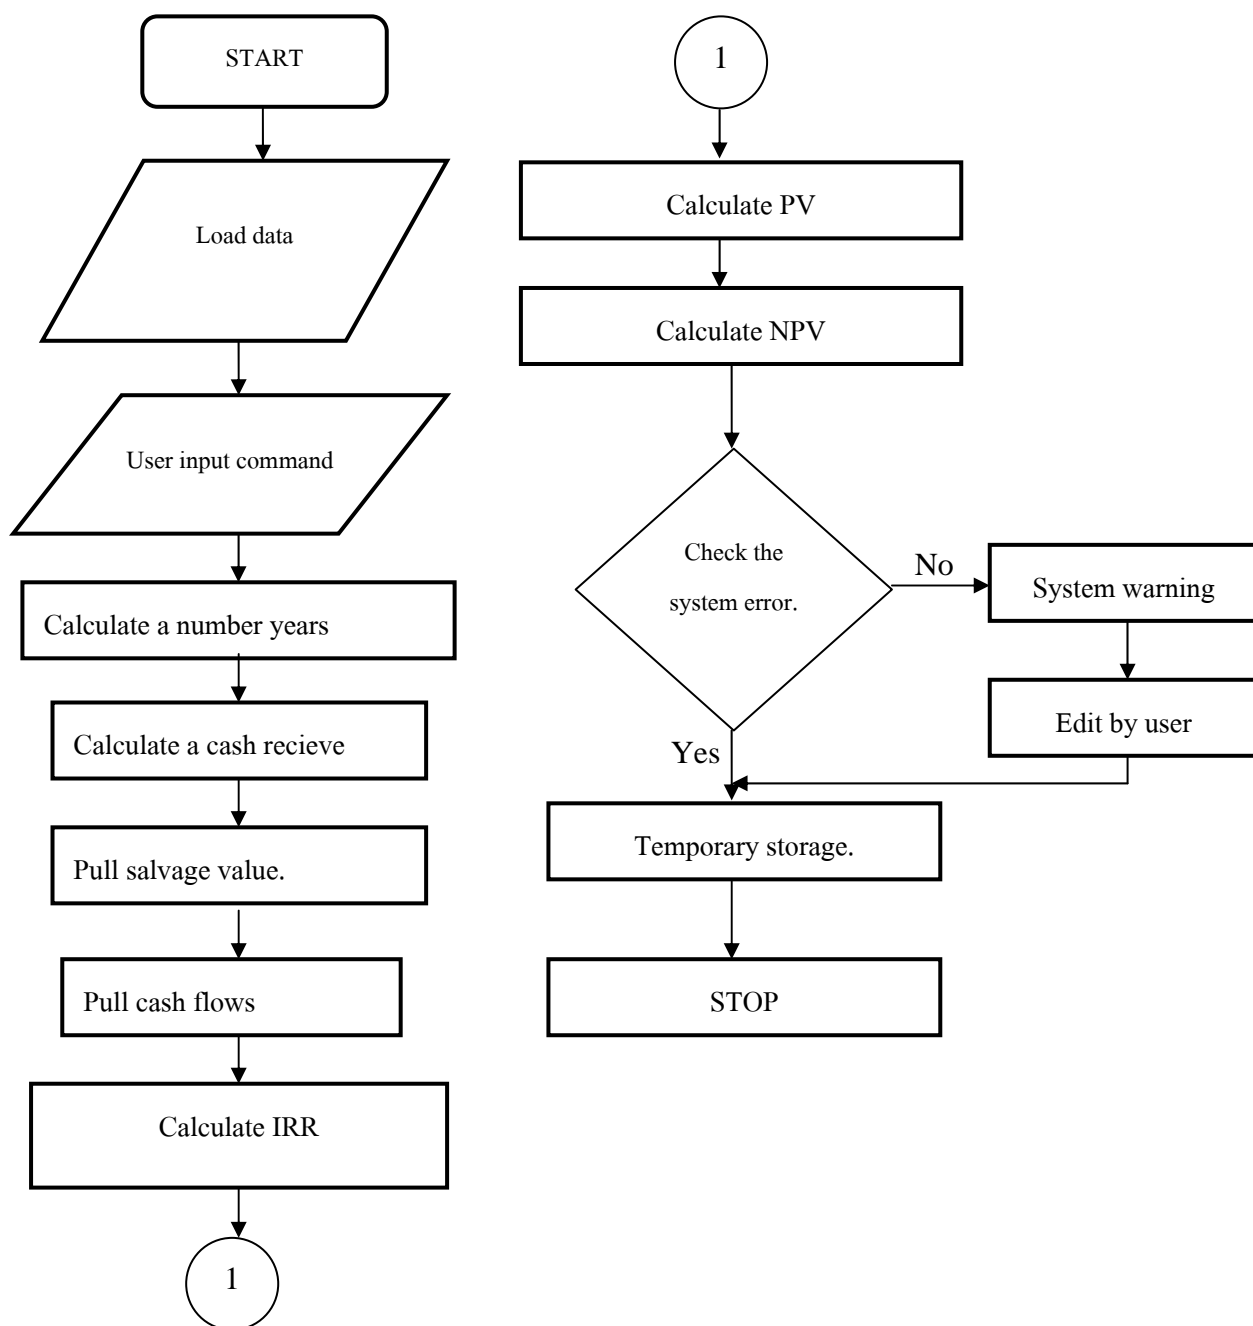 START
Load data
User input command
Calculate a number years
Calculate a cash recieve
Pull salvage value.
Pull cash flows
Calculate IRR
1
1
Calculate PV
Calculate NPV
Check the
system error.
No
System warning
Edit by user
Yes
Temporary storage.
STOP